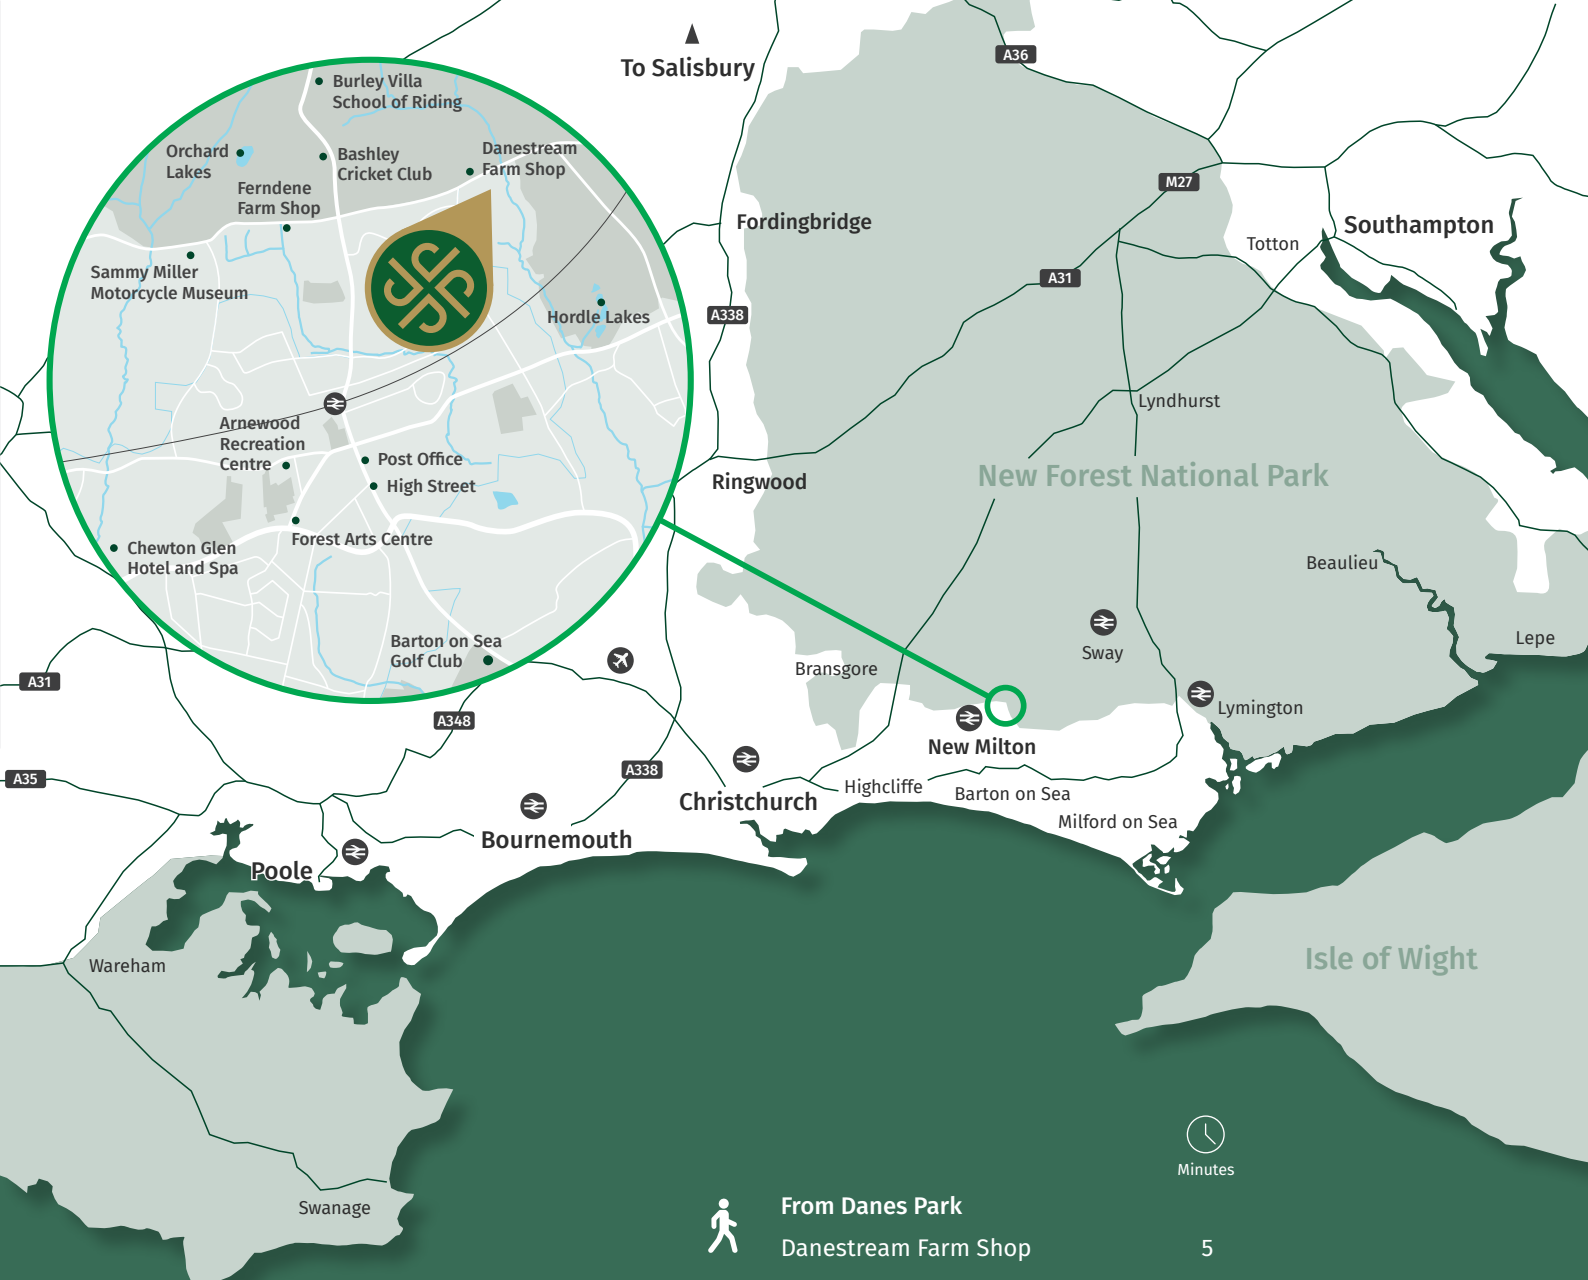 To Salisbury
A36
Burley Villa
School of Riding
Orchard
Lakes
Bashley
Cricket Club
Danestream
Farm Shop
Ferndene
Farm Shop
M27
Fordingbridge
Southampton
Totton
Sammy Miller
Motorcycle Museum
A31
Hordle Lakes
A338
Lyndhurst
Arnewood
Recreation
Centre
Post Office
High Street
New Forest National Park
Ringwood
Forest Arts Centre
Chewton Glen
Hotel and Spa
Beaulieu
Barton on Sea
Golf Club
Sway
Lepe
Bransgore
A31
Lymington
A348
New Milton
A338
A35
Highcliffe
Barton on Sea
Christchurch
Milford on Sea
Bournemouth
Poole
Wareham
Isle of Wight
Minutes
Swanage
From Danes Park
Danestream Farm Shop 5